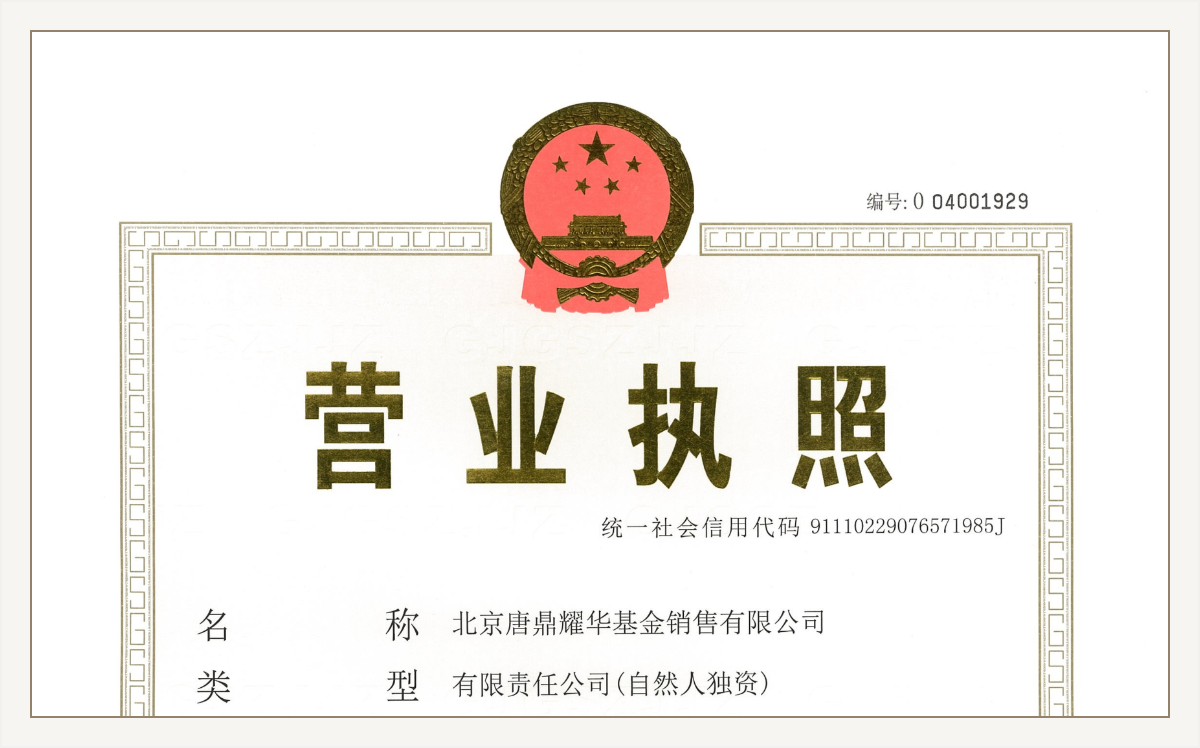 编号: 0 04001929
营业执照
统一社会信用代码 91110229076571985J
名 称 北京唐鼎耀华基金销售有限公司
类 型 有限责任公司(自然人独资)